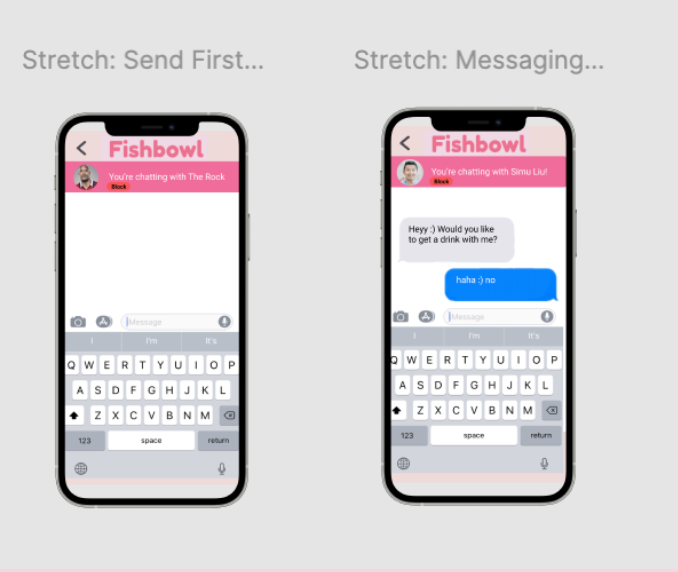 Stretch: Send First...
Stretch: Messaging...
Fishbowl
You're chatting with The Rock
Block
Message
I
I'm
It's
Q W E R T Y U I O P
A S D F G H J K L
Z X C V B N M
123
space
return
Fishbowl
You're chatting with Simu Liu!
Block
Heyy :) Would you like
to get a drink with me?
haha :) no
Message
I
I'm
It's
Q W E R T Y U I O P
A S D F G H J K L
Z X C V B N M
123
space
return